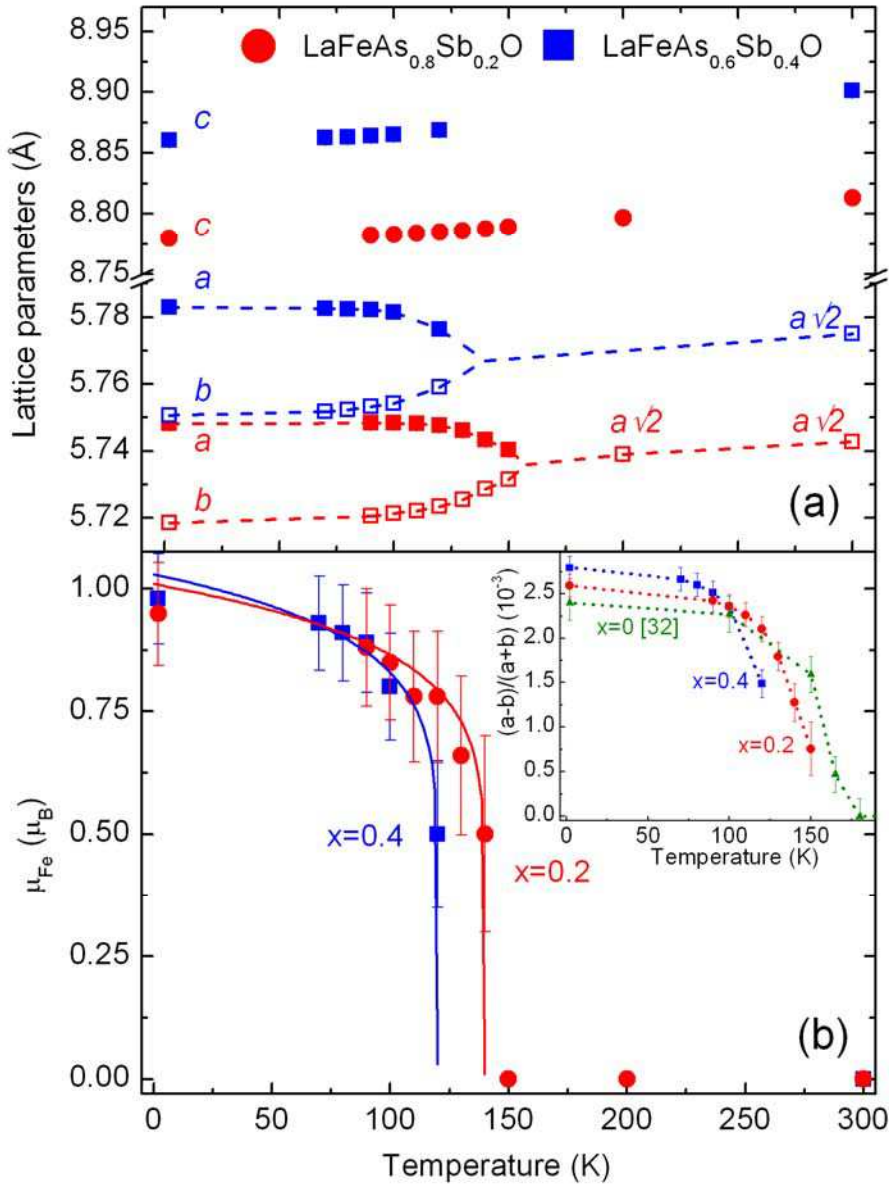 LaFeAs₀.₈Sb₀.₂O LaFeAs₀.₆Sb₀.₄O
8.95
8.90
8.85
8.80
8.75
5.78
5.76
5.74
5.72
Lattice parameters (Å)
c
c
a
a√2
b
a
a√2
a√2
b
(a)
1.00
0.75
0.50
0.25
0.00
μFe (μB)
x=0.4
x=0.2
(b)
0 50 100 150 200 250 300
Temperature (K)
(a-b)/(a+b) (10⁻³)
2.5
2.0
1.5
1.0
0.5
0.0
x=0 [32]
x=0.4
x=0.2
0 50 100 150
Temperature (K)